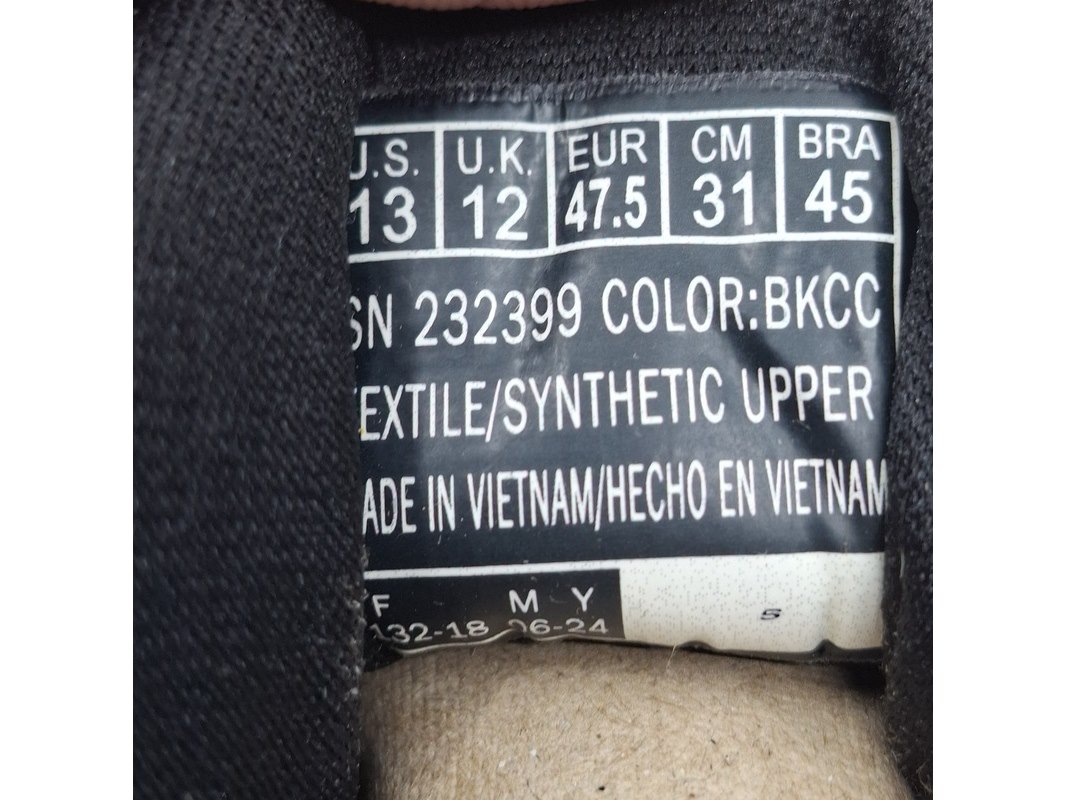 U.S. U.K. EUR CM BRA
13 12 47.5 31 45
SN 232399 COLOR:BKCC
TEXTILE/SYNTHETIC UPPER
MADE IN VIETNAM/HECHO EN VIETNAM
F M Y
132-18 06-24
S